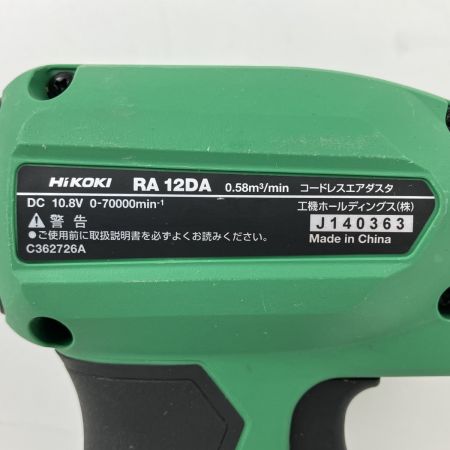 HiKOKI RA 12DA 0.58m³/min コードレスエアダスタ
DC 10.8V 0-70000min⁻¹ 工機ホールディングス(株)
⚠警告 J140363
●ご使用前に取扱説明書を必ずよくお読みください。 Made in China
C362726A